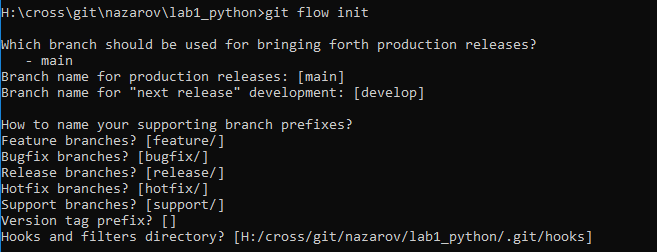 H:\cross\git\nazarov\lab1_python>git flow init
Which branch should be used for bringing forth production releases?
- main
Branch name for production releases: [main]
Branch name for "next release" development: [develop]
How to name your supporting branch prefixes?
Feature branches? [feature/]
Bugfix branches? [bugfix/]
Release branches? [release/]
Hotfix branches? [hotfix/]
Support branches? [support/]
Version tag prefix? []
Hooks and filters directory? [H:/cross/git/nazarov/lab1_python/.git/hooks]